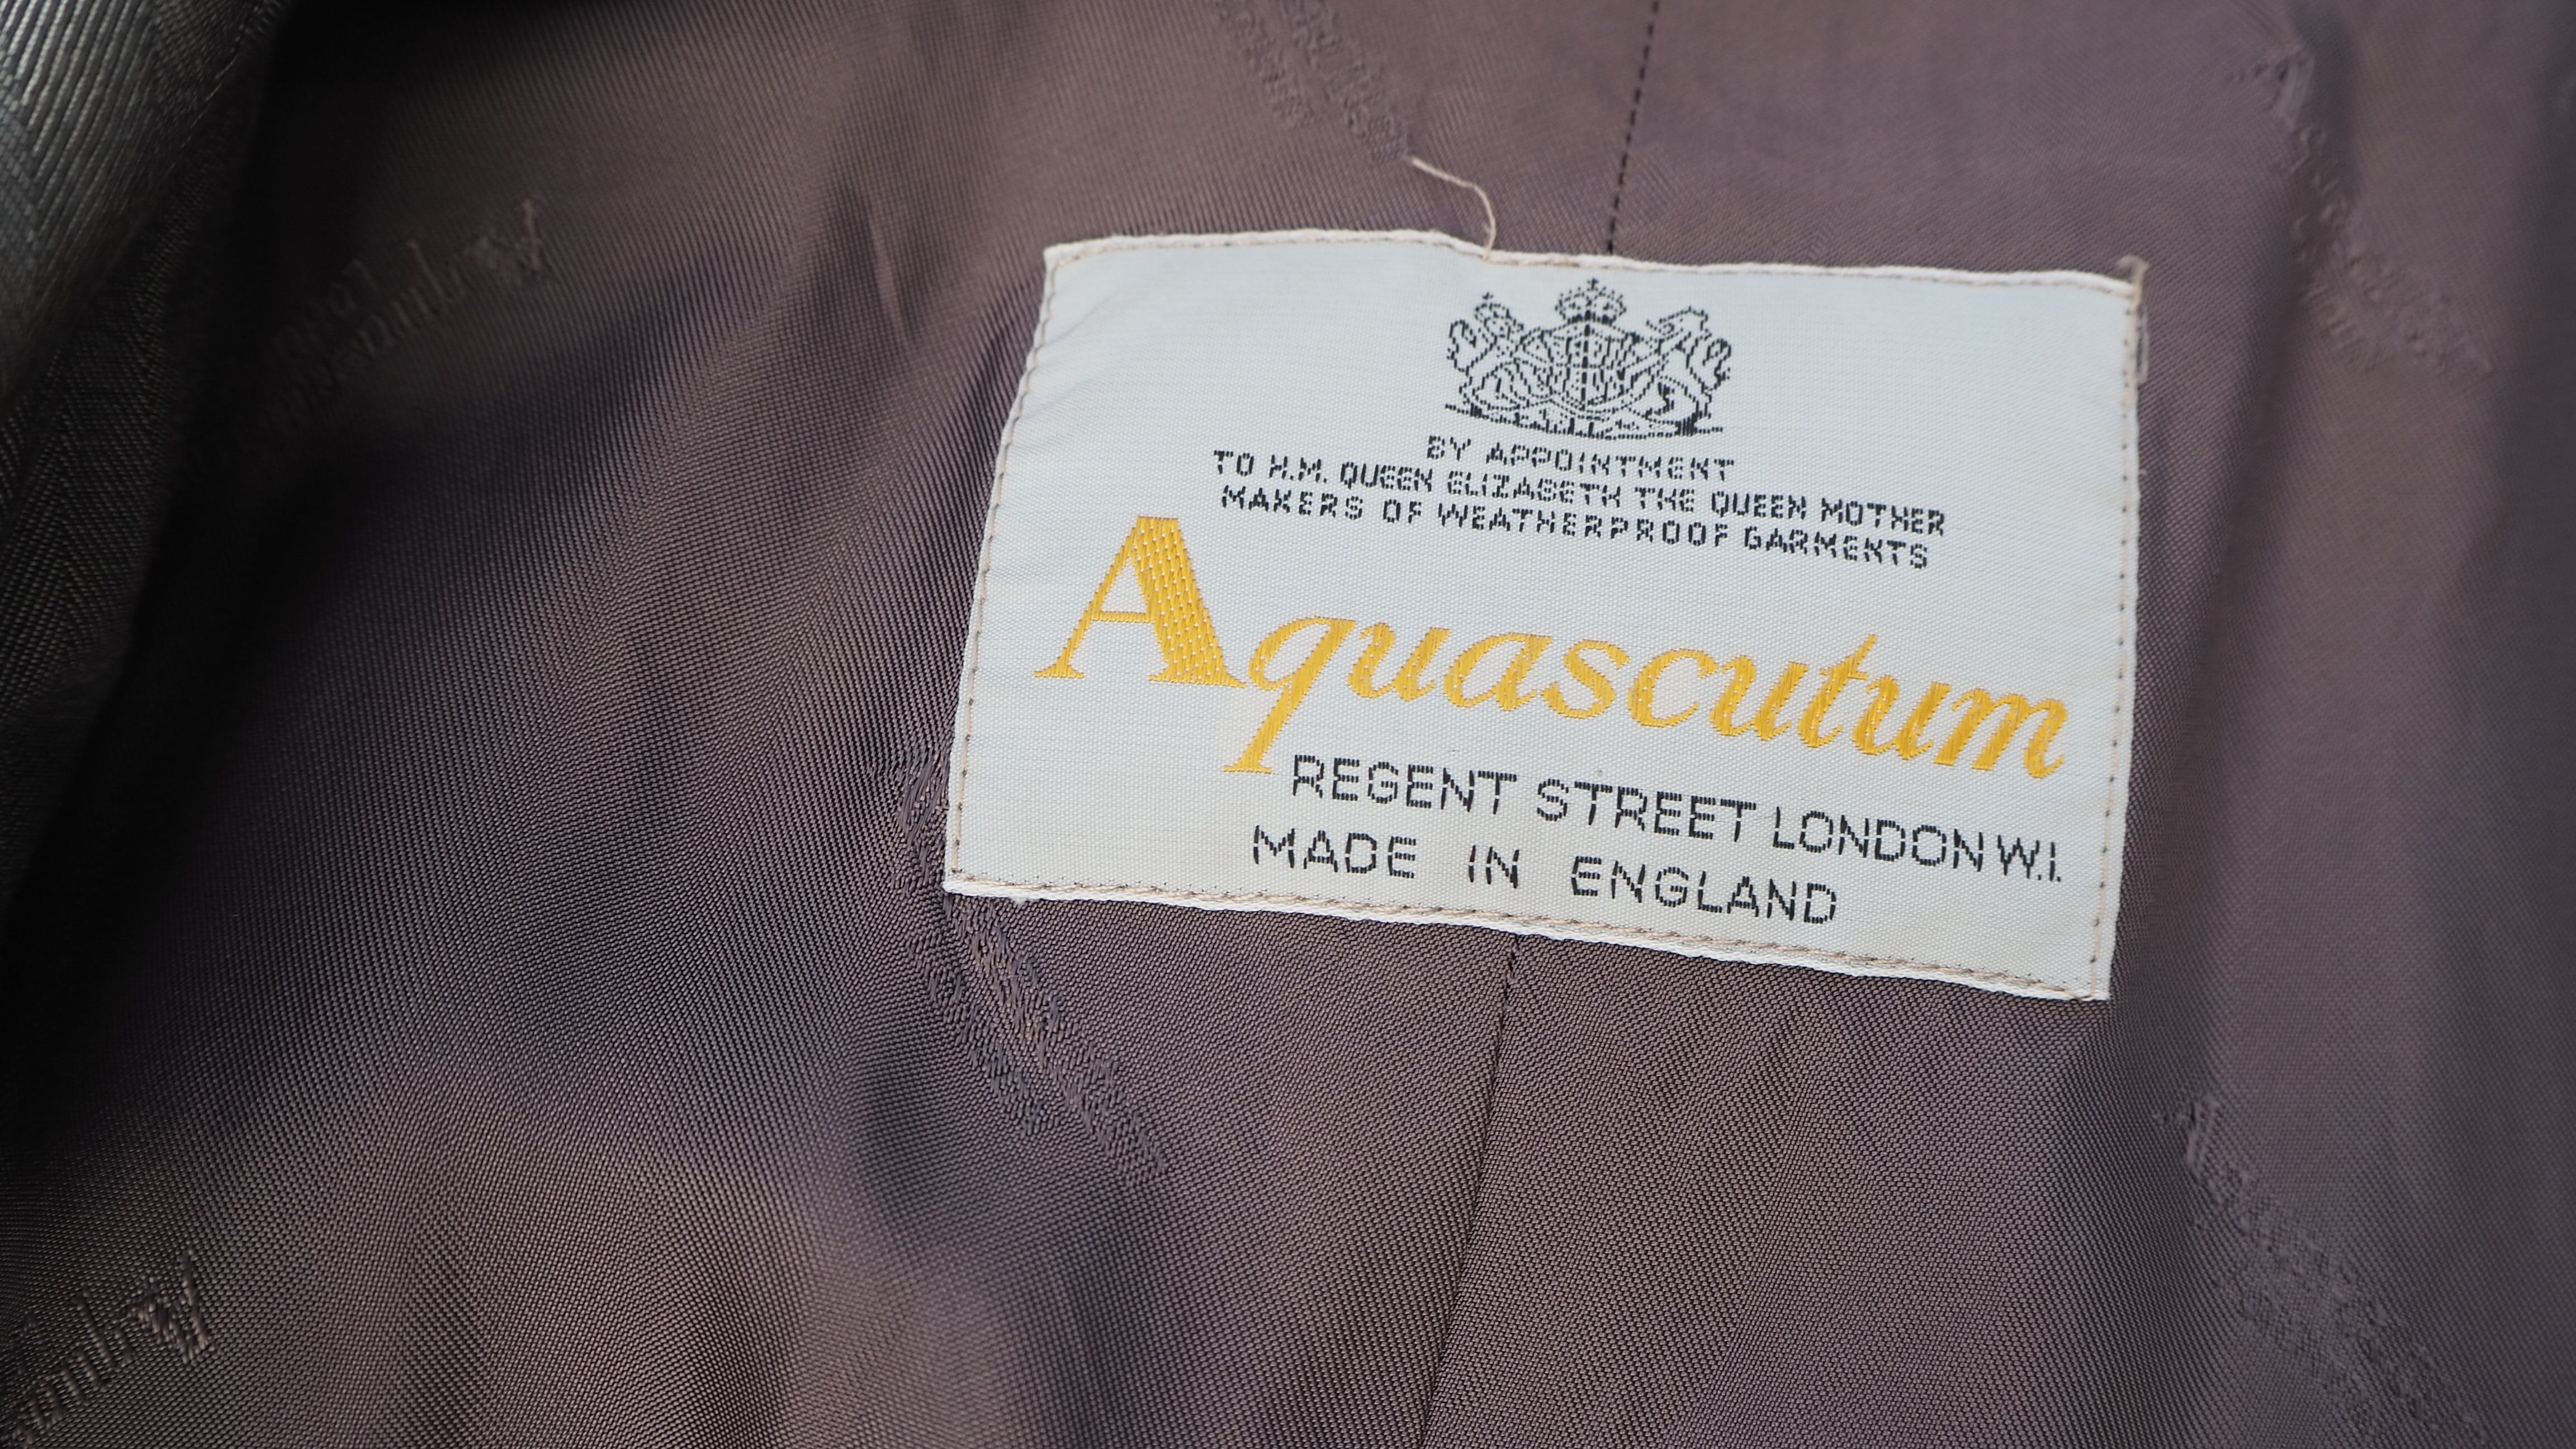 BY APPOINTMENT
TO H.M. QUEEN ELIZABETH THE QUEEN MOTHER
MAKERS OF WEATHERPROOF GARMENTS
Aquascutum
REGENT STREET LONDON W.I.
MADE IN ENGLAND